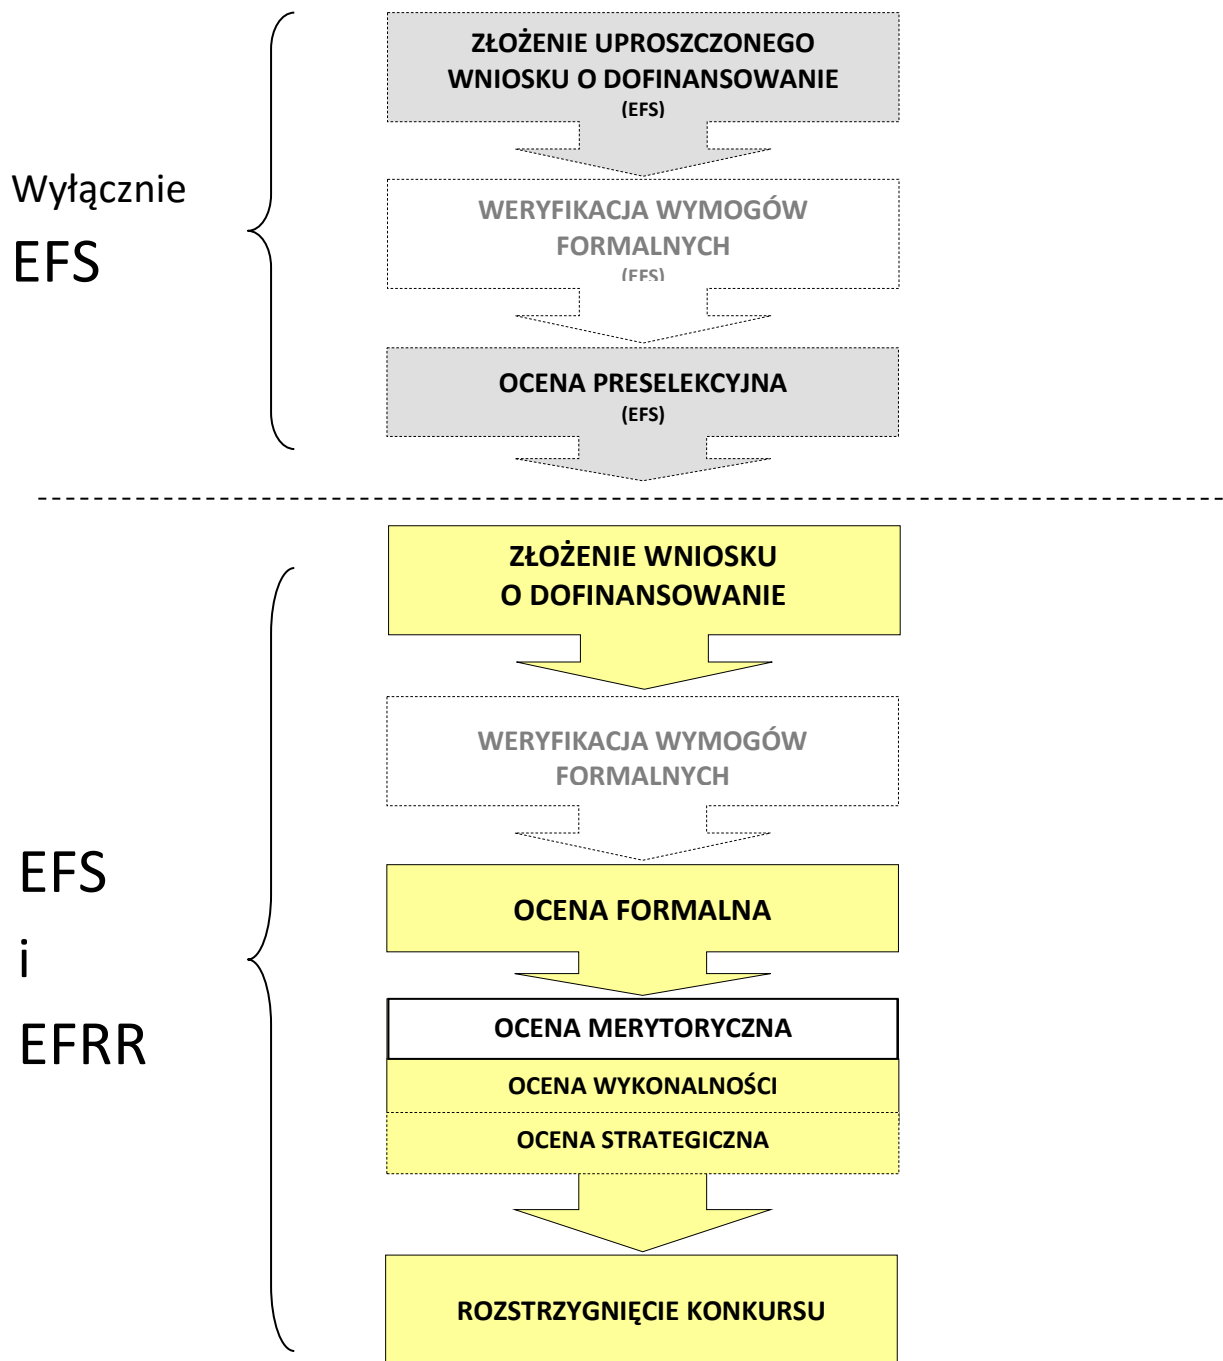 ZŁOŻENIE UPROSZCZONEGO
WNIOSKU O DOFINANSOWANIE
(EFS)
Wyłącznie
EFS
WERYFIKACJA WYMOGÓW
FORMALNYCH
(EFS)
OCENA PRESELEKCYJNA
(EFS)
ZŁOŻENIE WNIOSKU
O DOFINANSOWANIE
WERYFIKACJA WYMOGÓW
FORMALNYCH
EFS
i
EFRR
OCENA FORMALNA
OCENA MERYTORYCZNA
OCENA WYKONALNOŚCI
OCENA STRATEGICZNA
ROZSTRZYGNIĘCIE KONKURSU